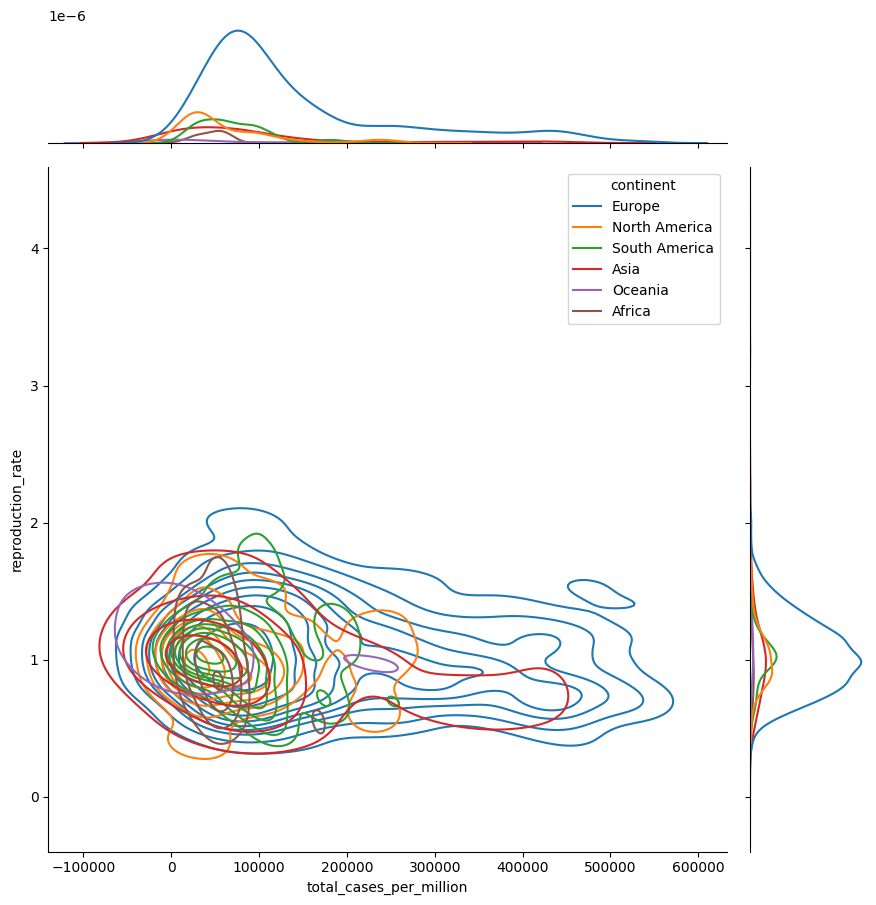 1e−6
continent
Europe
North America
South America
Asia
Oceania
Africa
4
3
2
1
0
reproduction_rate
−100000 0 100000 200000 300000 400000 500000 600000
total_cases_per_million